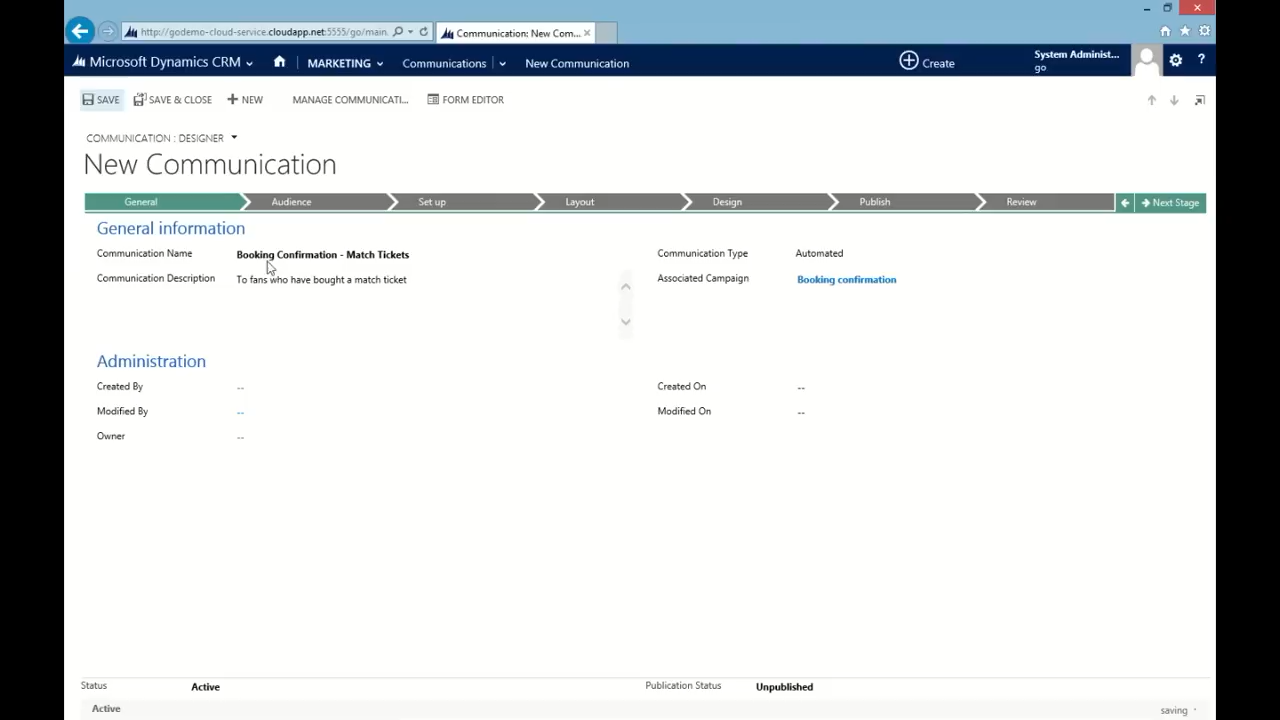 http://godemo-cloud-service.cloudapp.net:5555/go/main.
Communication: New Com... ×
Microsoft Dynamics CRM
MARKETING
Communications
New Communication
Create
System Administ...
go
?
SAVE
SAVE & CLOSE
NEW
MANAGE COMMUNICATI...
FORM EDITOR
COMMUNICATION : DESIGNER
New Communication
General
Audience
Set up
Layout
Design
Publish
Review
Next Stage
General information
Communication Name Booking Confirmation - Match Tickets Communication Type Automated
Communication Description To fans who have bought a match ticket Associated Campaign Booking confirmation
Administration
Created By -- Created On --
Modified By -- Modified On --
Owner --
Status Active Publication Status Unpublished
Active saving